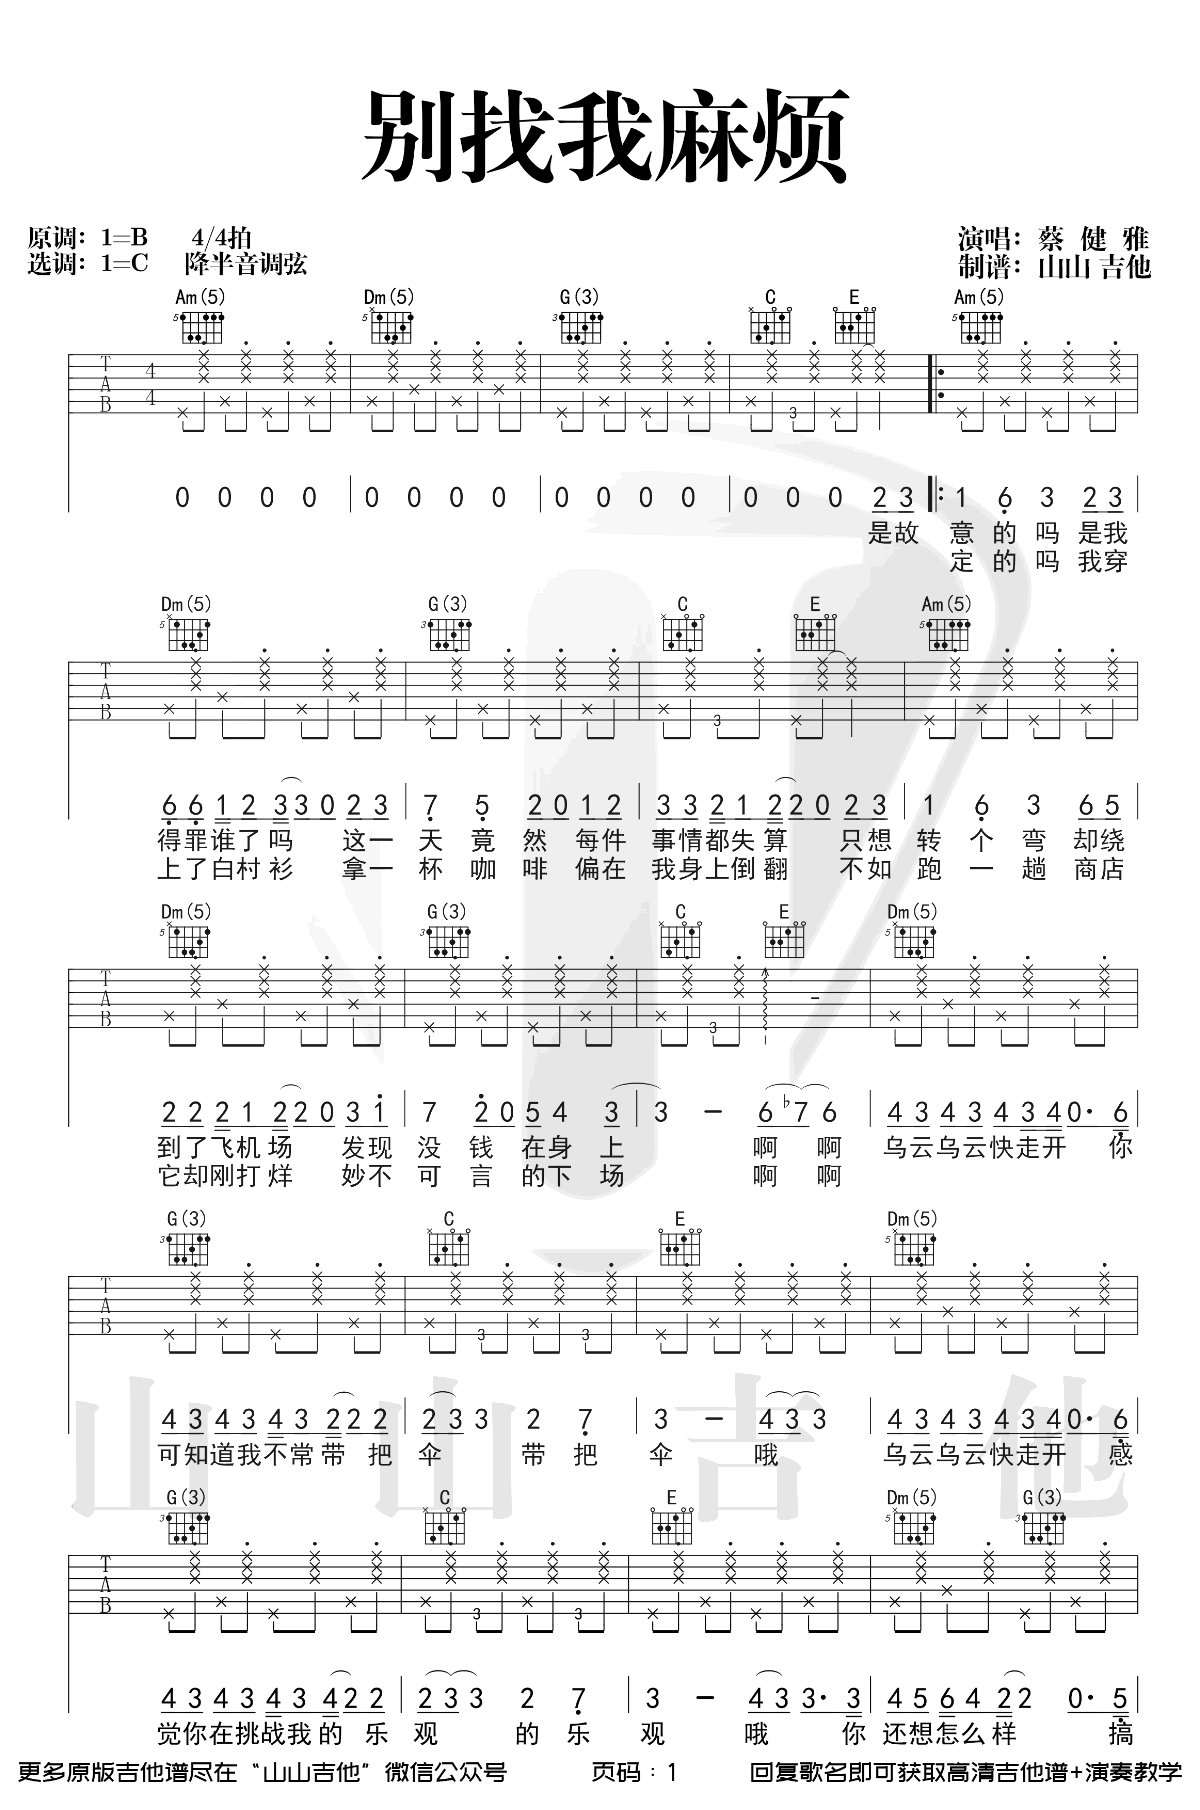 别找我麻烦
原调：1=B 4/4拍
选调：1=C 降半音调弦
演唱：蔡 健 雅
制谱：山山 吉他
Am(5) Dm(5) G(3) C E Am(5)
T A B 4 4 3
0 0 0 0 0 0 0 0 0 0 0 0 0 0 0 2 3 1 6 3 2 3
是故 意 的 吗 是我
定 的 吗 我穿
Dm(5) G(3) C E Am(5)
T A B 3
6 6 1 2 3 3 0 2 3 7 5 2 0 1 2 3 3 2 1 2 2 0 2 3 1 6 3 6 5
得罪谁了吗 这一 天 竟 然 每件 事情都失算 只想 转 个 弯 却绕
上了白村衫 拿一 杯 咖 啡 偏在 我身上倒翻 不如 跑 一 趟 商店
Dm(5) G(3) C E Dm(5)
T A B 3 -
2 2 2 1 2 2 0 3 1 7 2 0 5 4 3 3 - 6 ♭7 6 4 3 4 3 4 3 4 0· 6
到了飞机场 发现 没 钱 在身 上 啊 啊 乌云乌云快走开 你
它却刚打烊 妙不 可 言 的下 场 啊 啊
G(3) C E Dm(5)
T A B 3 3
4 3 4 3 4 3 2 2 2 2 3 3 2 7 3 - 4 3 3 4 3 4 3 4 3 4 0· 6
可知道我不常带 把 伞 带 把 伞 哦 乌云乌云快走开 感
山 山 吉 他
G(3) C E Dm(5) G(3)
T A B 3 3
4 3 4 3 4 3 4 2 2 2 3 3 2 7 3 - 4 3 3· 3 4 5 6 4 2 2 0· 5
觉你在挑战我的 乐 观 的 乐 观 哦 你 还想怎么样 搞
更多原版吉他谱尽在“山山吉他”微信公众号 页码：1 回复歌名即可获取高清吉他谱+演奏教学